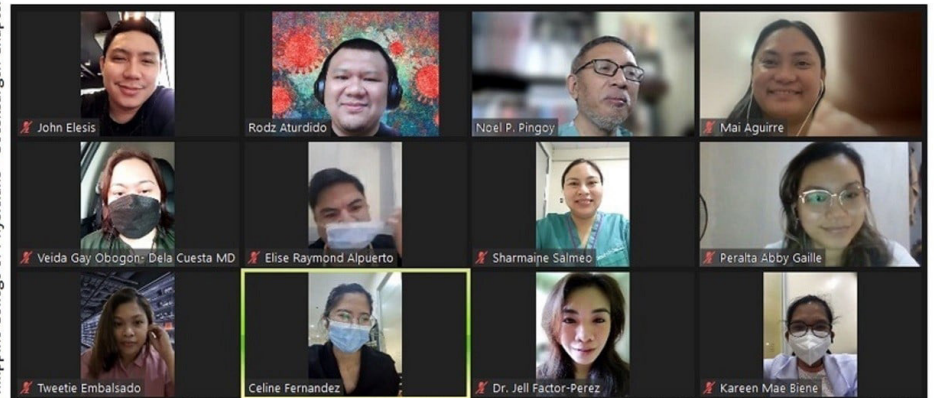 John Elesis
Rodz Aturdido
Noel P. Pingoy
Mai Aguirre
Veida Gay Obogon- Dela Cuesta MD
Elise Raymond Alpuerto
Sharmaine Salmeo
Peralta Abby Gaille
Tweetie Embalsado
Celine Fernandez
Dr. Jell Factor-Perez
Kareen Mae Biene